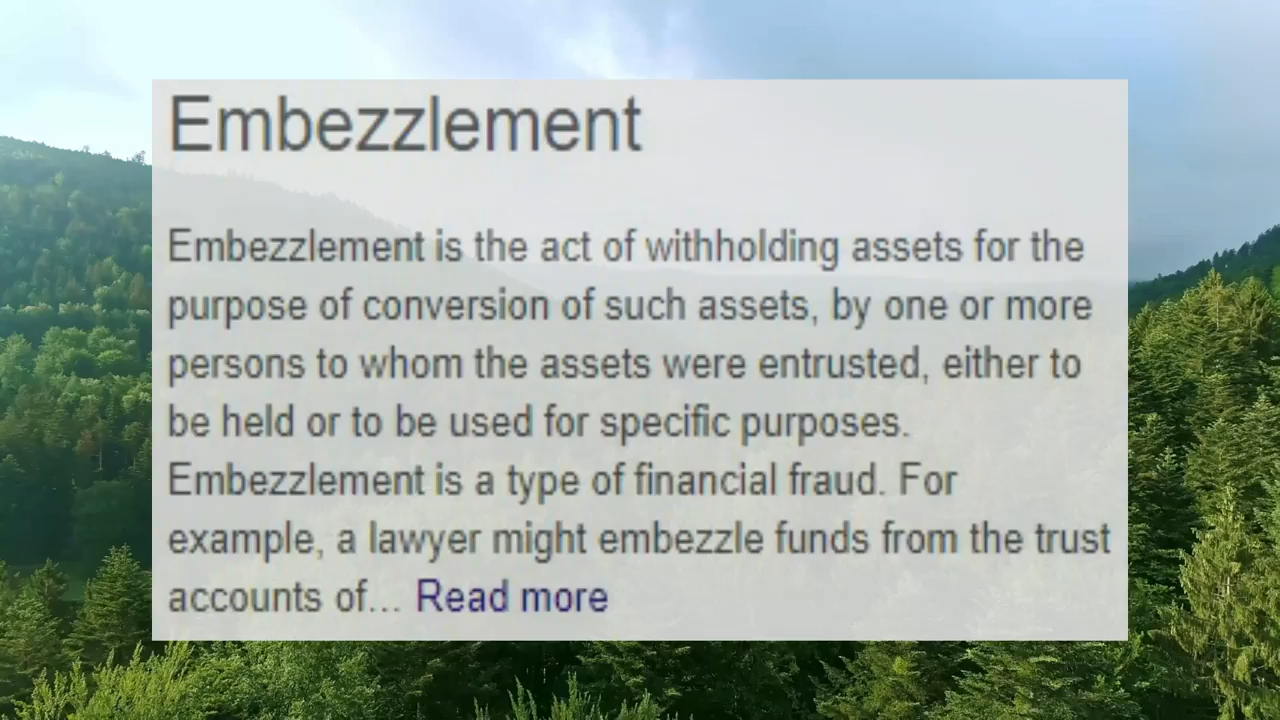 Embezzlement
Embezzlement is the act of withholding assets for the
purpose of conversion of such assets, by one or more
persons to whom the assets were entrusted, either to
be held or to be used for specific purposes.
Embezzlement is a type of financial fraud. For
example, a lawyer might embezzle funds from the trust
accounts of... Read more